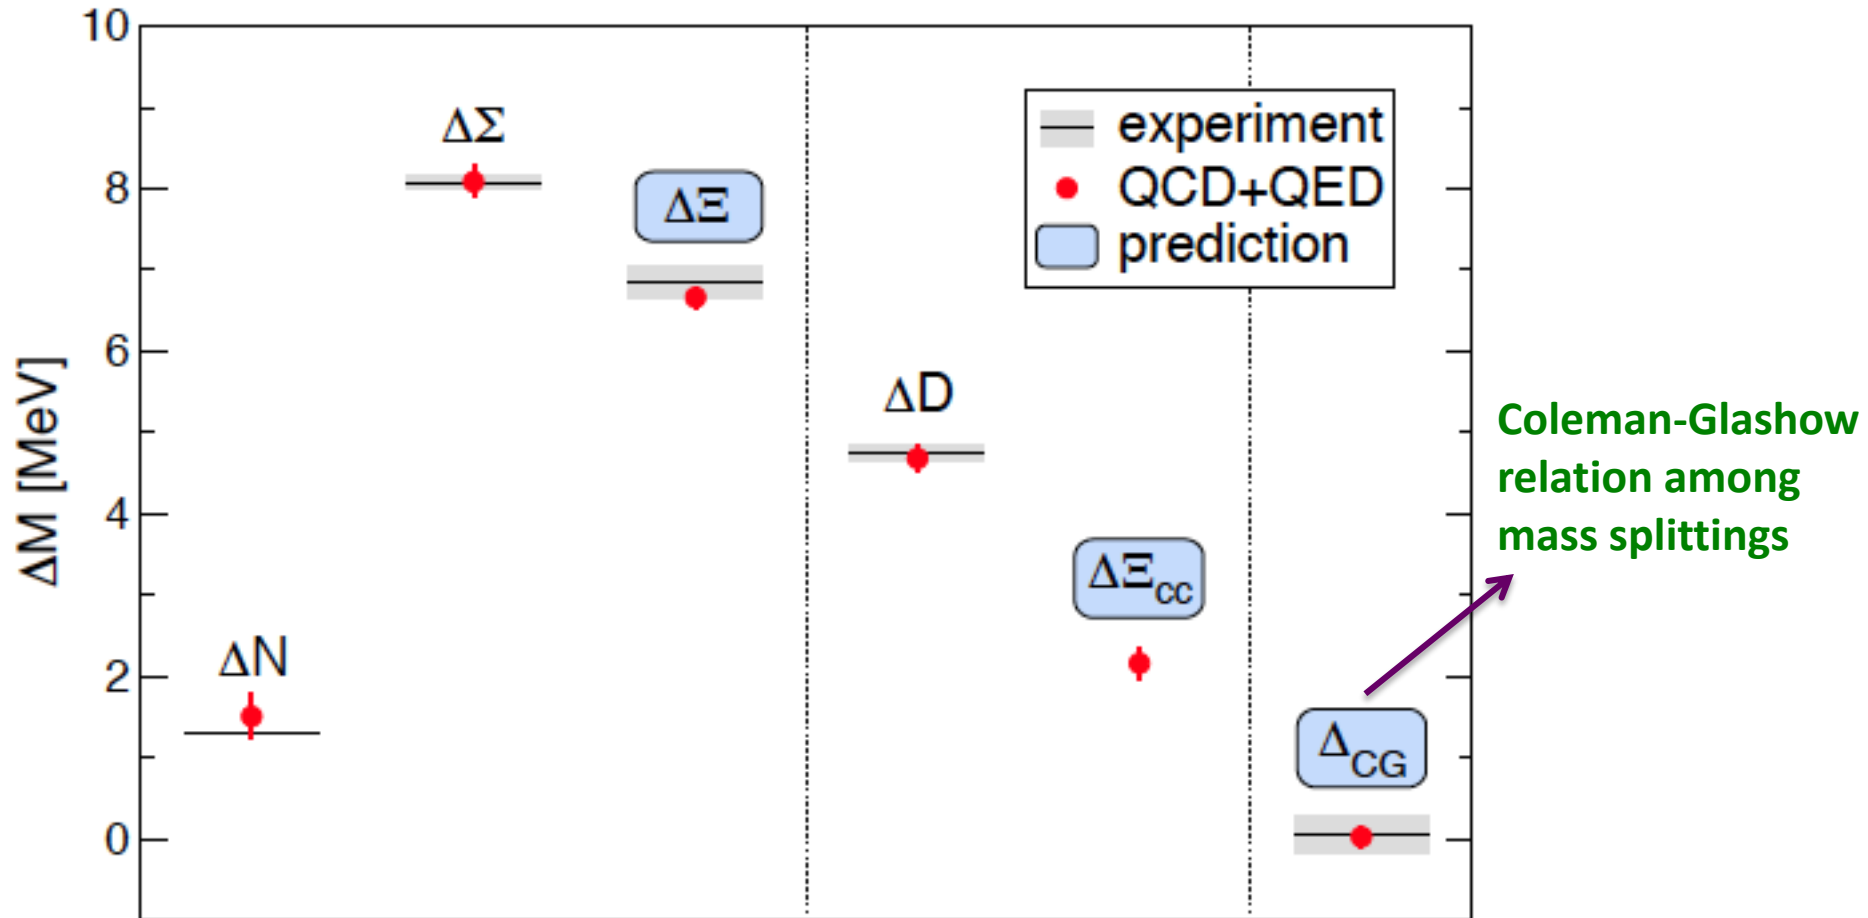 10
8
6
4
2
0
ΔM [MeV]
ΔN
ΔΣ
ΔΞ
ΔD
ΔΞcc
ΔCG
experiment
QCD+QED
prediction
Coleman-Glashow
relation among
mass splittings